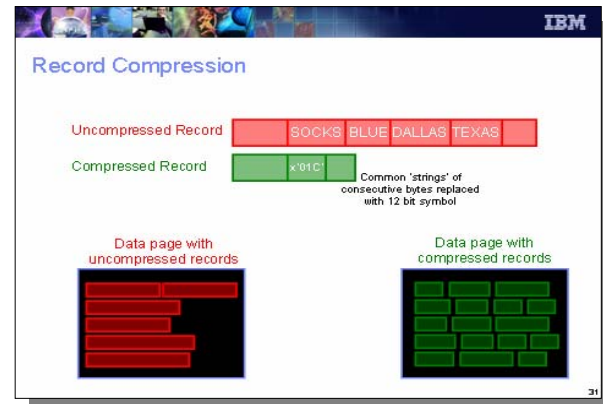 IBM
Record Compression
Uncompressed Record
SOCKS BLUE DALLAS TEXAS
Compressed Record
x'01C'
Common 'strings' of
consecutive bytes replaced
with 12 bit symbol
Data page with
uncompressed records
Data page with
compressed records
31